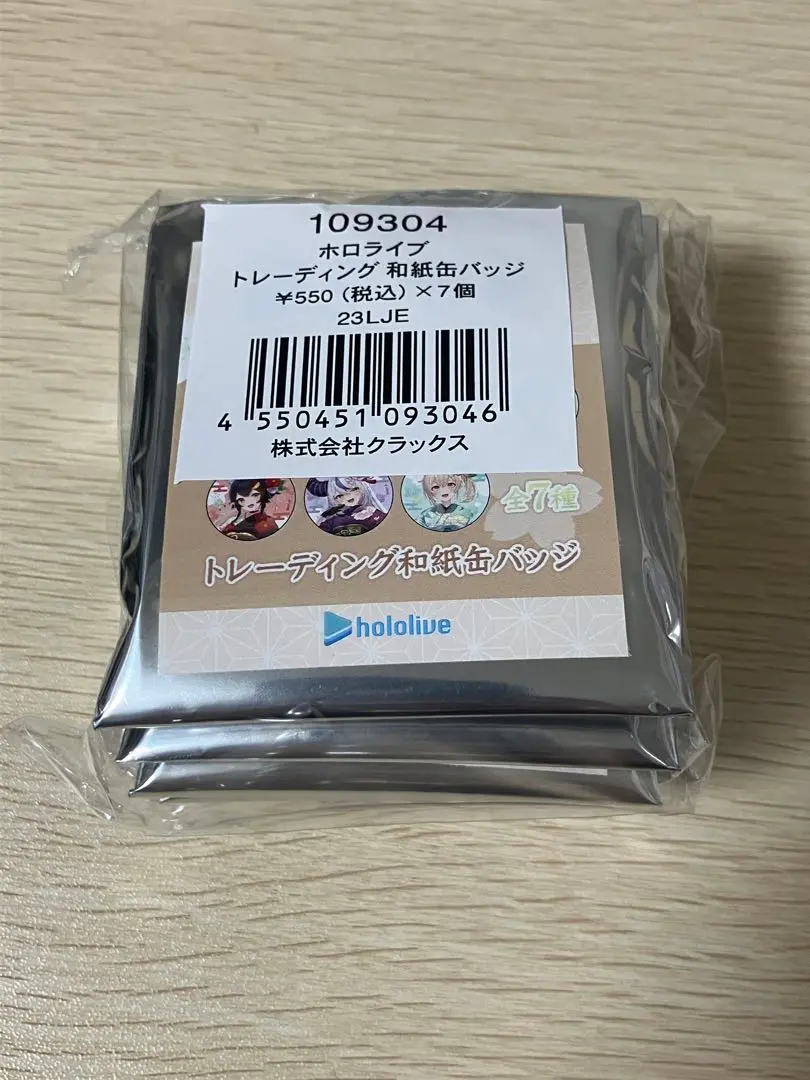 109304
ホロライブ
トレーディング 和紙缶バッジ
¥550(税込)×7個
23LJE
4 550451 093046
株式会社クラックス
全7種
トレーディング和紙缶バッジ
hololive